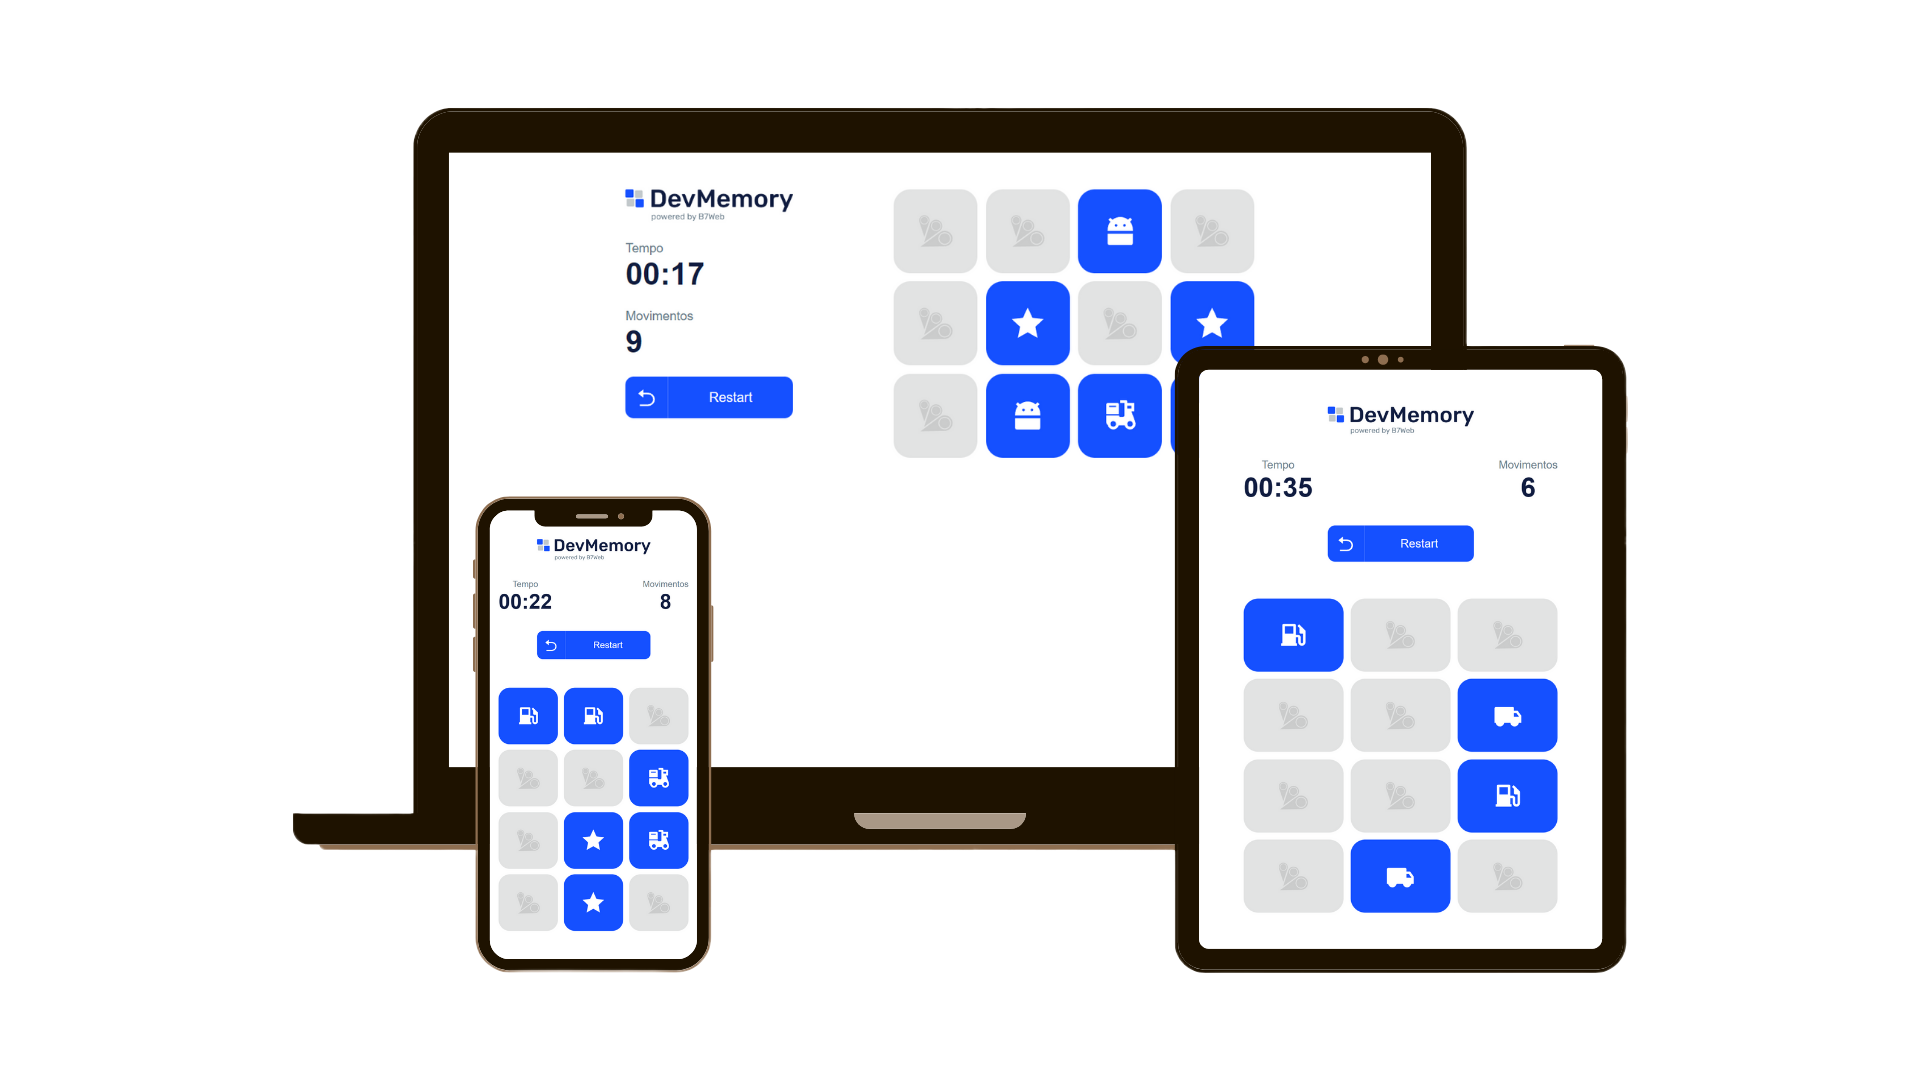 DevMemory
powered by B7Web
Tempo
00:17
Movimentos
9
Restart
DevMemory
powered by B7Web
Tempo
00:22
Movimentos
8
Restart
DevMemory
powered by B7Web
Tempo
00:35
Movimentos
6
Restart